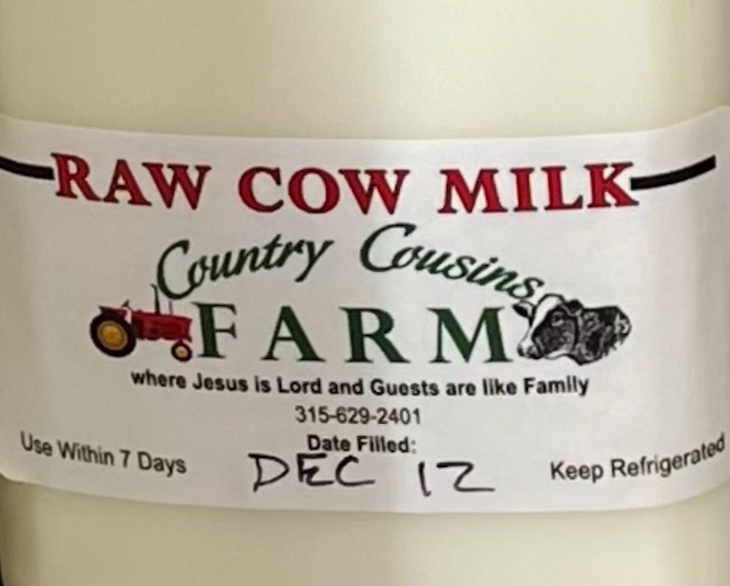 RAW COW MILK
Country Cousins
FARM
where Jesus is Lord and Guests are like Family
315-629-2401
Date Filled:
Use Within 7 Days
DEC 12
Keep Refrigerated